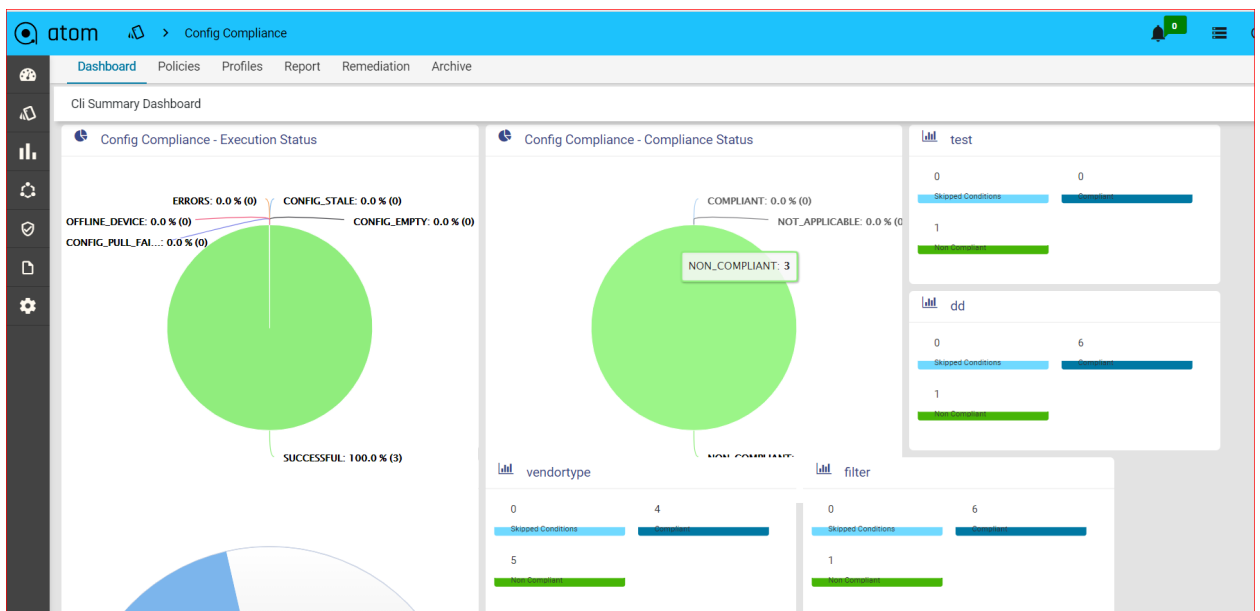 atom > Config Compliance 0
Dashboard Policies Profiles Report Remediation Archive
Cli Summary Dashboard
Config Compliance - Execution Status
ERRORS: 0.0 % (0) CONFIG_STALE: 0.0 % (0)
OFFLINE_DEVICE: 0.0 % (0) CONFIG_EMPTY: 0.0 % (0)
CONFIG_PULL_FAI...: 0.0 % (0)
SUCCESSFUL: 100.0 % (3)
Config Compliance - Compliance Status
COMPLIANT: 0.0 % (0)
NOT_APPLICABLE: 0.0 % (0
NON_COMPLIANT: 3
NON_COMPLIANT:
test
0 0
Skipped Conditions Compliant
1
Non Compliant
dd
0 6
Skipped Conditions Compliant
1
Non Compliant
vendortype
0 4
Skipped Conditions Compliant
5
Non Compliant
filter
0 6
Skipped Conditions Compliant
1
Non Compliant